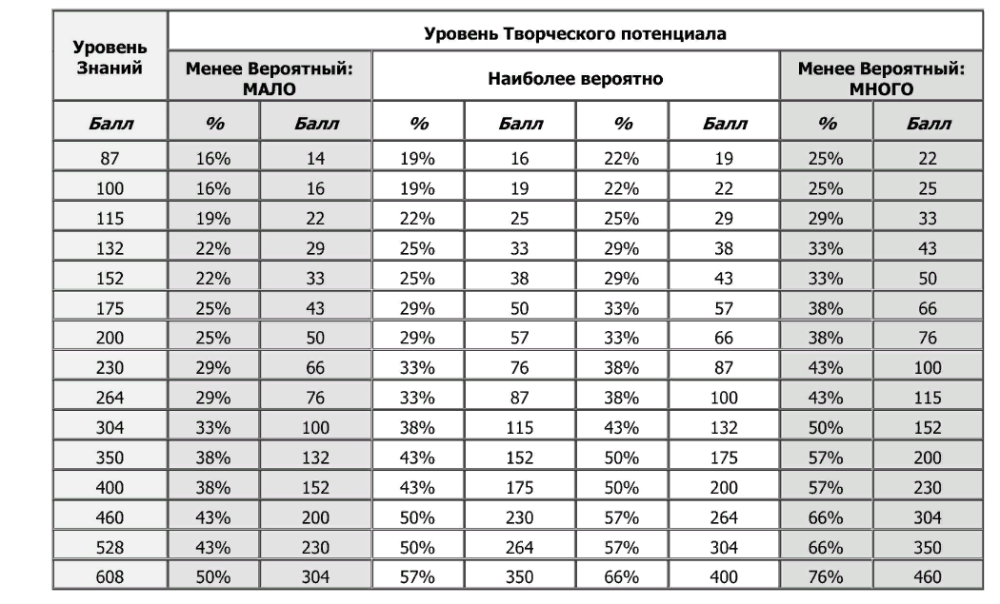 Уровень Знаний
Уровень Творческого потенциала
Менее Вероятный: МАЛО
Наиболее вероятно
Менее Вероятный: МНОГО
Балл % Балл % Балл % Балл % Балл
87 16% 14 19% 16 22% 19 25% 22
100 16% 16 19% 19 22% 22 25% 25
115 19% 22 22% 25 25% 29 29% 33
132 22% 29 25% 33 29% 38 33% 43
152 22% 33 25% 38 29% 43 33% 50
175 25% 43 29% 50 33% 57 38% 66
200 25% 50 29% 57 33% 66 38% 76
230 29% 66 33% 76 38% 87 43% 100
264 29% 76 33% 87 38% 100 43% 115
304 33% 100 38% 115 43% 132 50% 152
350 38% 132 43% 152 50% 175 57% 200
400 38% 152 43% 175 50% 200 57% 230
460 43% 200 50% 230 57% 264 66% 304
528 43% 230 50% 264 57% 304 66% 350
608 50% 304 57% 350 66% 400 76% 460